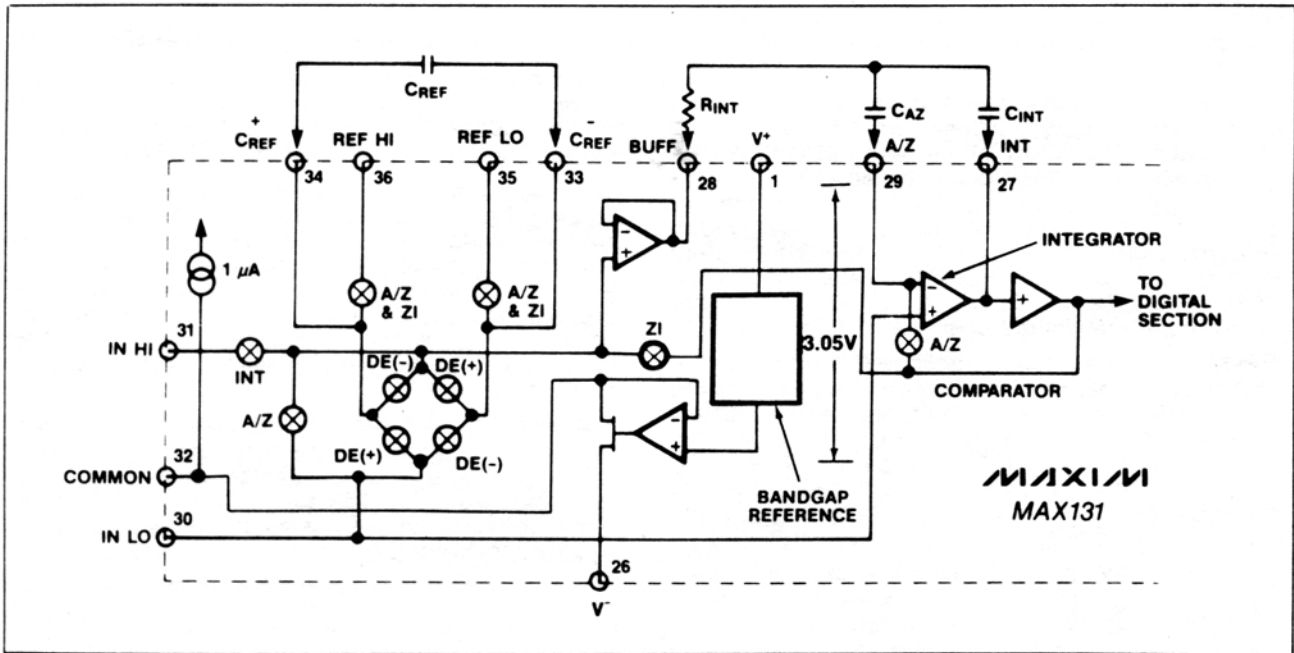 CREF
RINT
CAZ
CINT
+
CREF
REF HI
REF LO
−
CREF
BUFF
V+
A/Z
INT
34
36
35
33
28
1
29
27
1 μA
A/Z
& ZI
A/Z
& ZI
INTEGRATOR
−
+
−
+
+
TO
DIGITAL
SECTION
31
IN HI
INT
DE(-)
DE(+)
ZI
3.05V
A/Z
A/Z
DE(+)
DE(-)
−
+
COMPARATOR
32
COMMON
BANDGAP
REFERENCE
MAXIM
MAX131
30
IN LO
26
V−